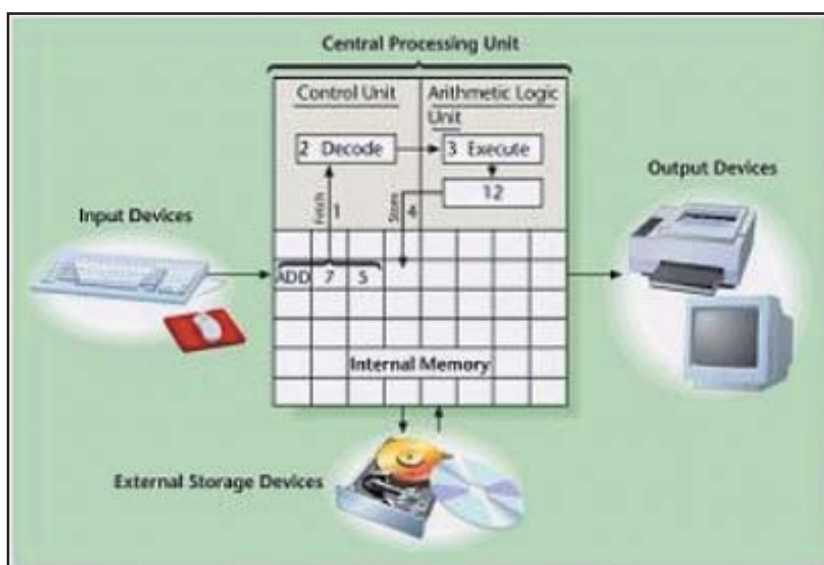 Central Processing Unit
Control Unit
Arithmetic Logic
Unit
2 Decode
3 Execute
12
Fetch
1
Store
4
Input Devices
Output Devices
ADD 7 5
Internal Memory
External Storage Devices